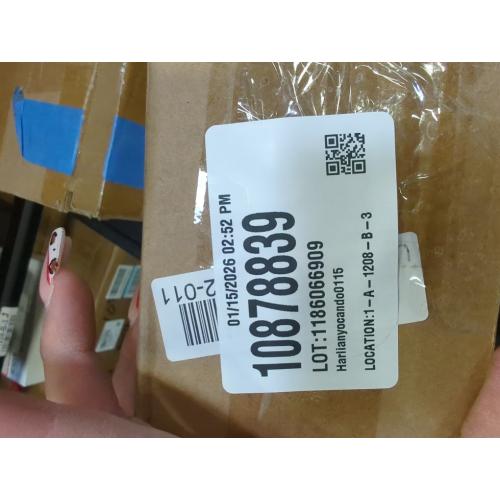 01/15/2026 02:52 PM
10878839
LOT:1186066909
Harlianyocando0115
LOCATION:1-A-1208-B-3
2-011